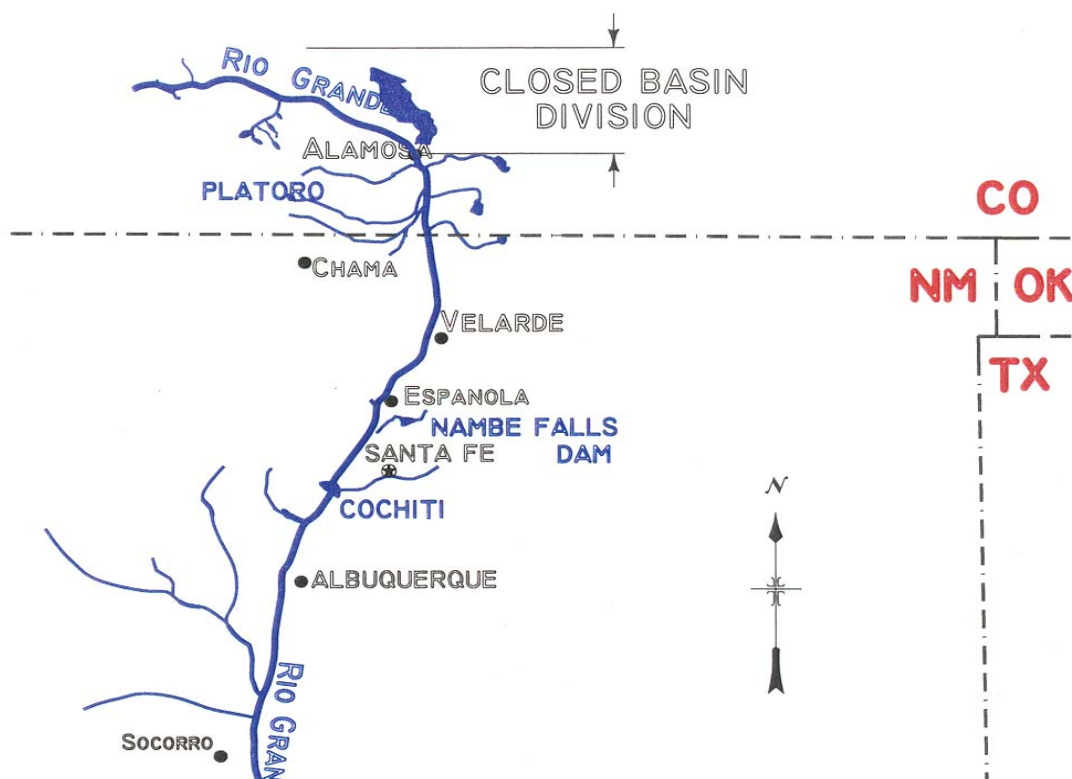 RIO GRANDE
CLOSED BASIN
DIVISION
ALAMOSA
PLATORO
CO
CHAMA
NM
OK
VELARDE
TX
ESPANOLA
NAMBE FALLS
DAM
SANTA FE
N
COCHITI
ALBUQUERQUE
RIO GRAN
SOCORRO